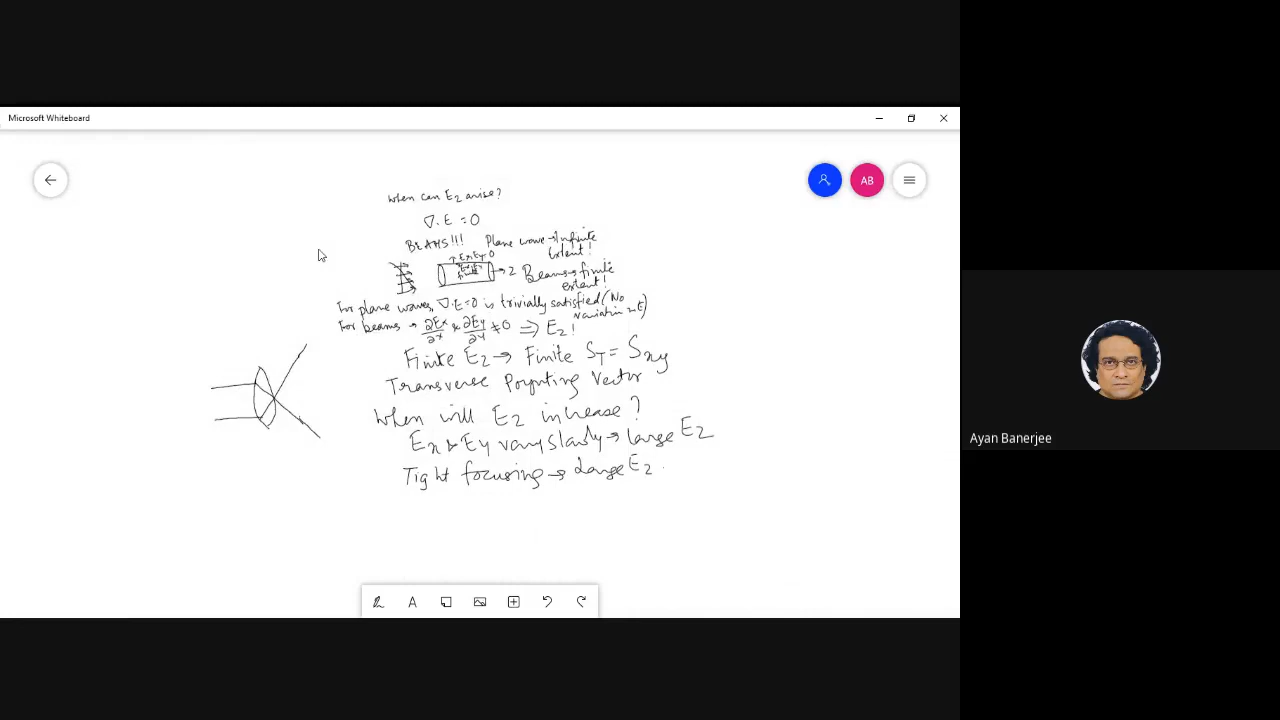 Microsoft Whiteboard
AB
When can Ez arise?
∇.E = 0
BEAMS!!! Plane wave → Infinite
Extent!
→ z Beams → finite
extent!
For plane waves, ∇.E=0 is trivially satisfied (No
variation in E)
For beams → ∂Ex/∂x & ∂Ey/∂y ≠ 0 ⇒ Ez!
Finite Ez → Finite ST = Sxy
Transverse Poynting Vector
When will Ez increase?
Ex & Ey vary → large Ez
Tight focusing → Large Ez.
A
Ayan Banerjee